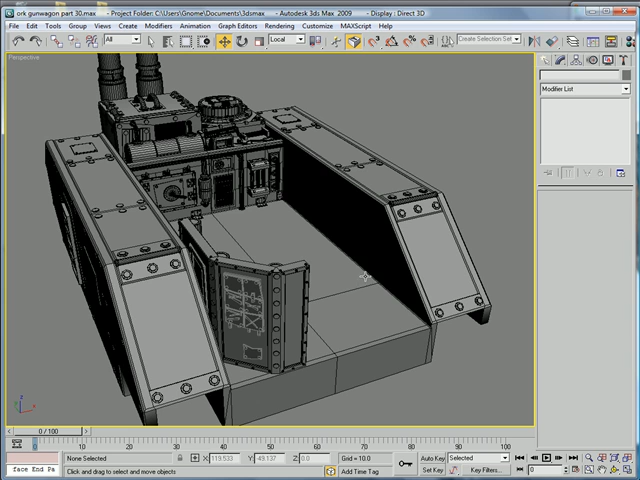 ork gunwagon part 30.max - Project Folder: C:\Users\Gnome\Documents\3dsmax - Autodesk 3ds Max 2009 - Display : Direct 3D
File Edit Tools Group Views Create Modifiers Animation Graph Editors Rendering Customize MAXScript Help
All Local Create Selection Set
Perspective
Modifier List
0 / 100
0 10 20 30 40 50 60 70 80 90 100
None Selected X: 119.533 Y: -49.137 Z: 0.0 Grid = 10.0 Auto Key Selected
face End Pa Click and drag to select and move objects Add Time Tag Set Key Key Filters... 0